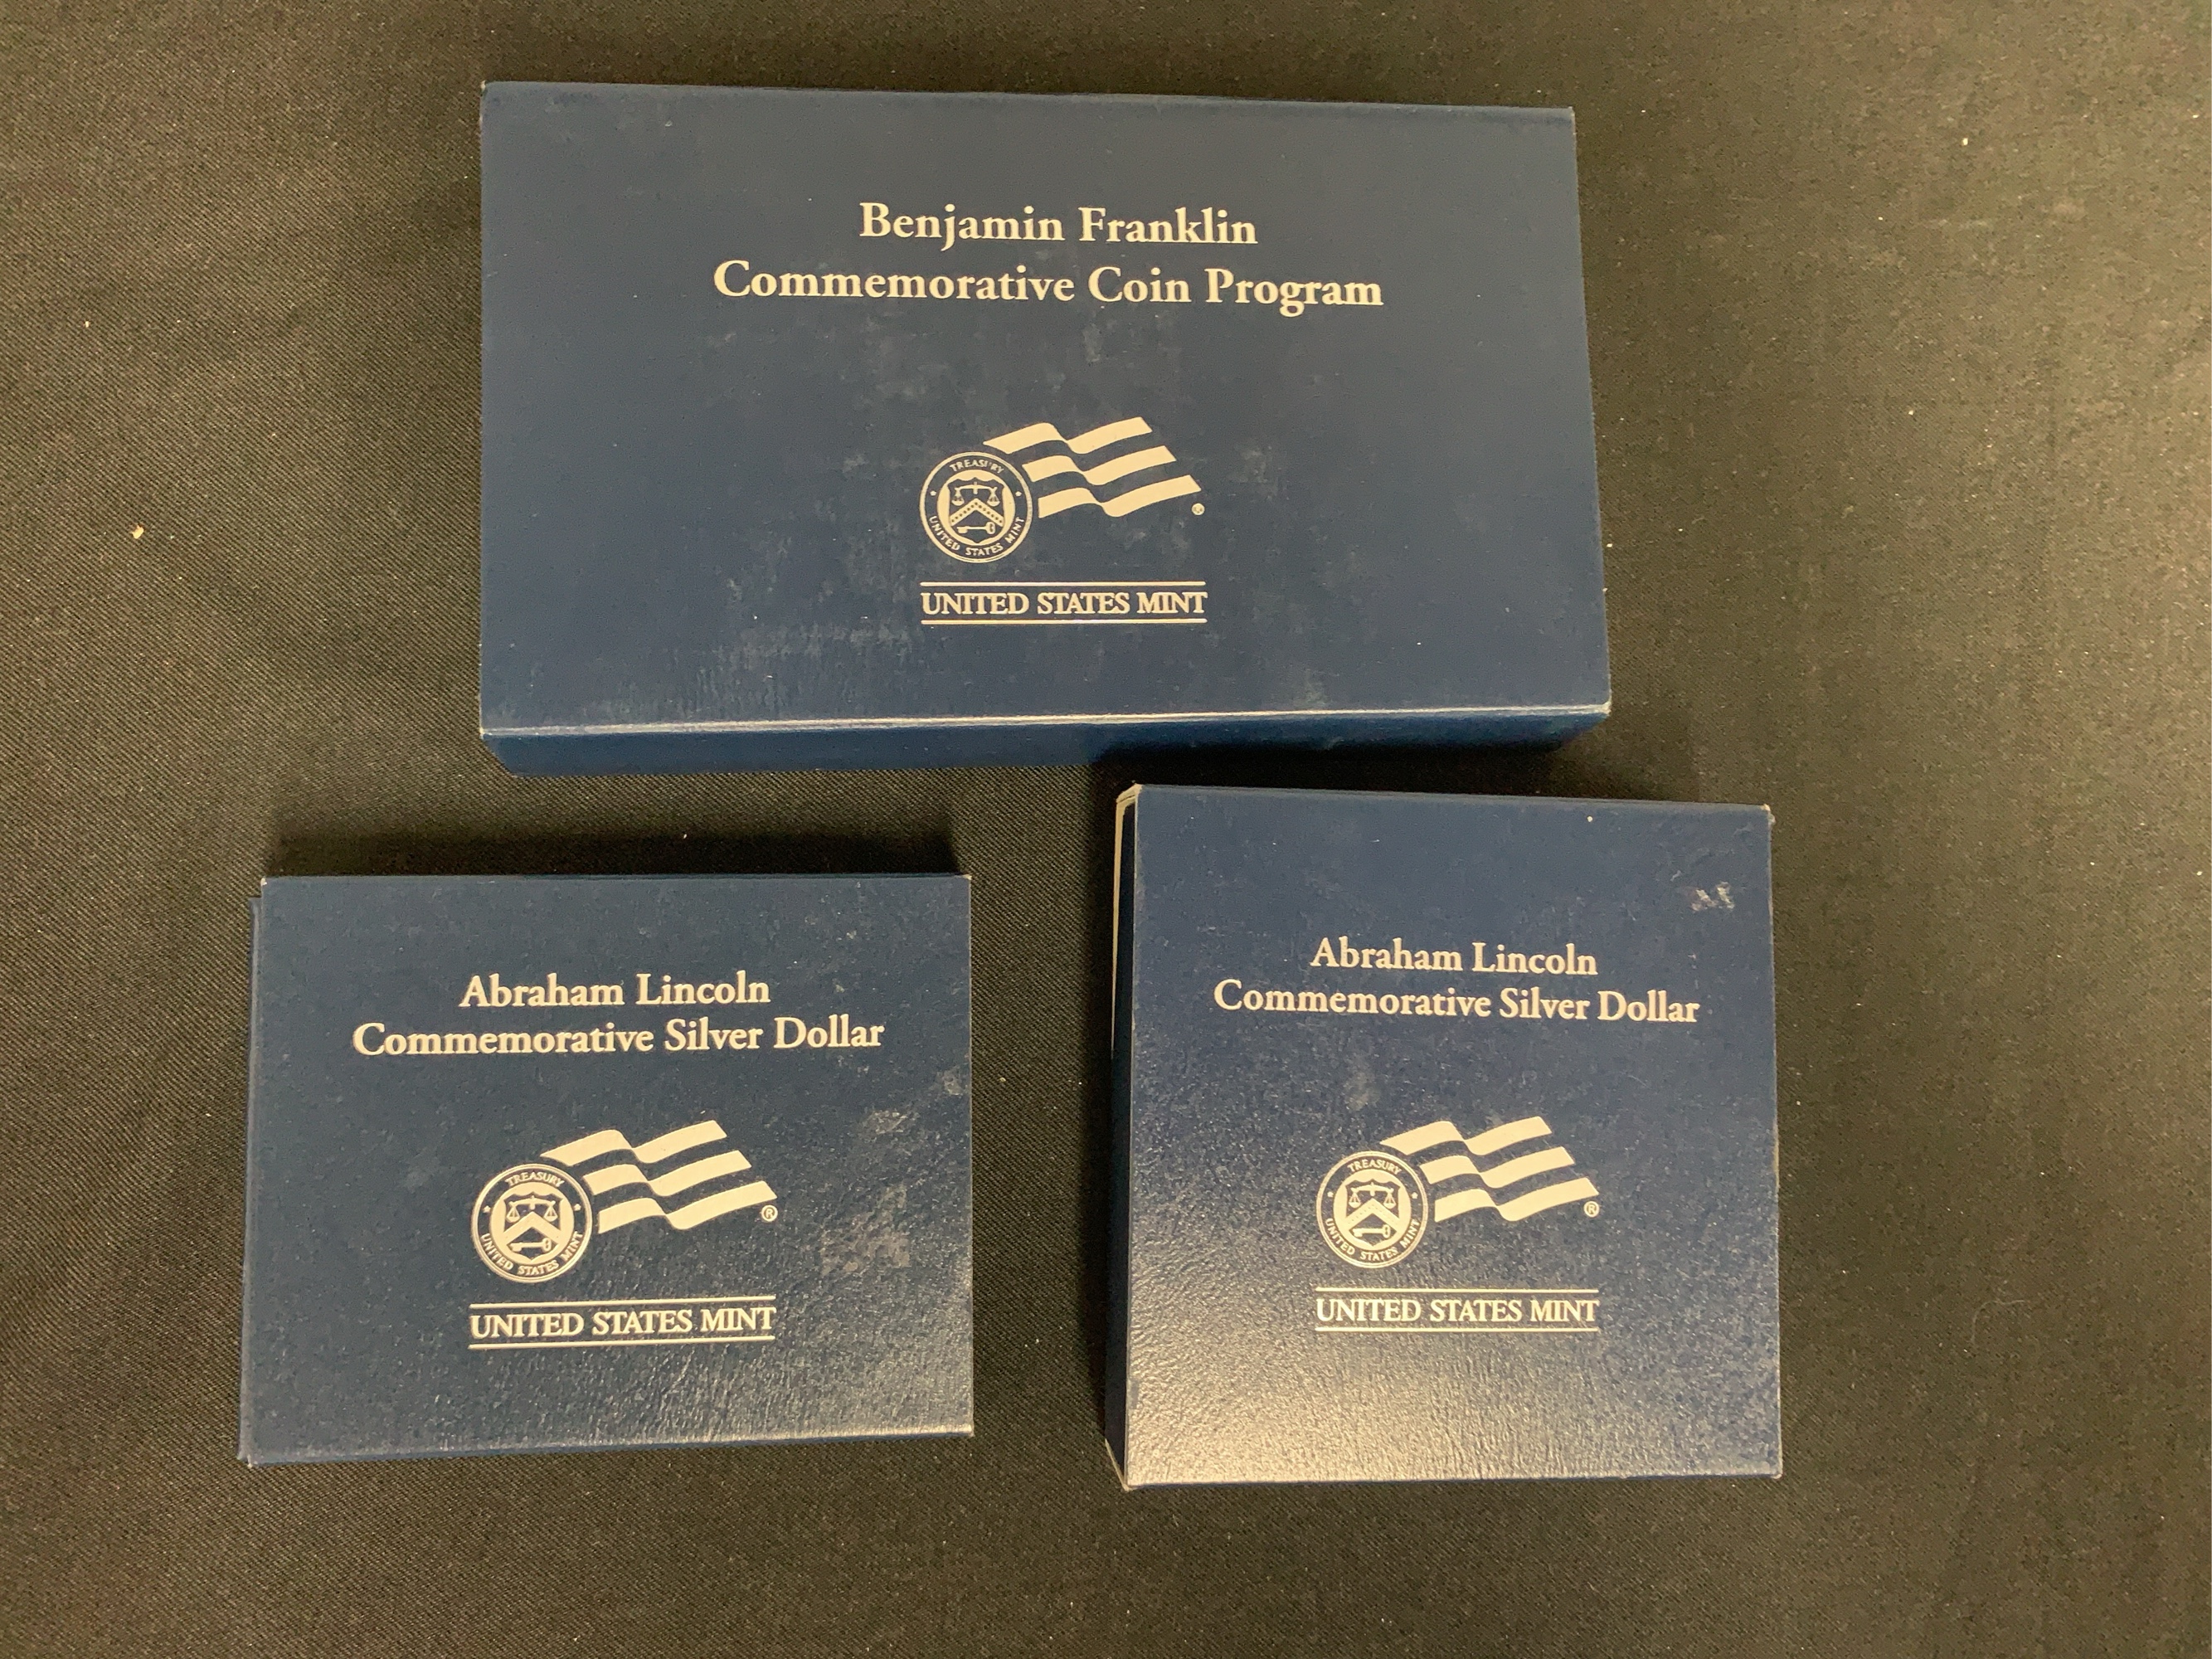 Benjamin Franklin
Commemorative Coin Program
TREASURY
UNITED STATES MINT
®
UNITED STATES MINT
Abraham Lincoln
Commemorative Silver Dollar
TREASURY
UNITED STATES MINT
®
UNITED STATES MINT
Abraham Lincoln
Commemorative Silver Dollar
TREASURY
UNITED STATES MINT
®
UNITED STATES MINT